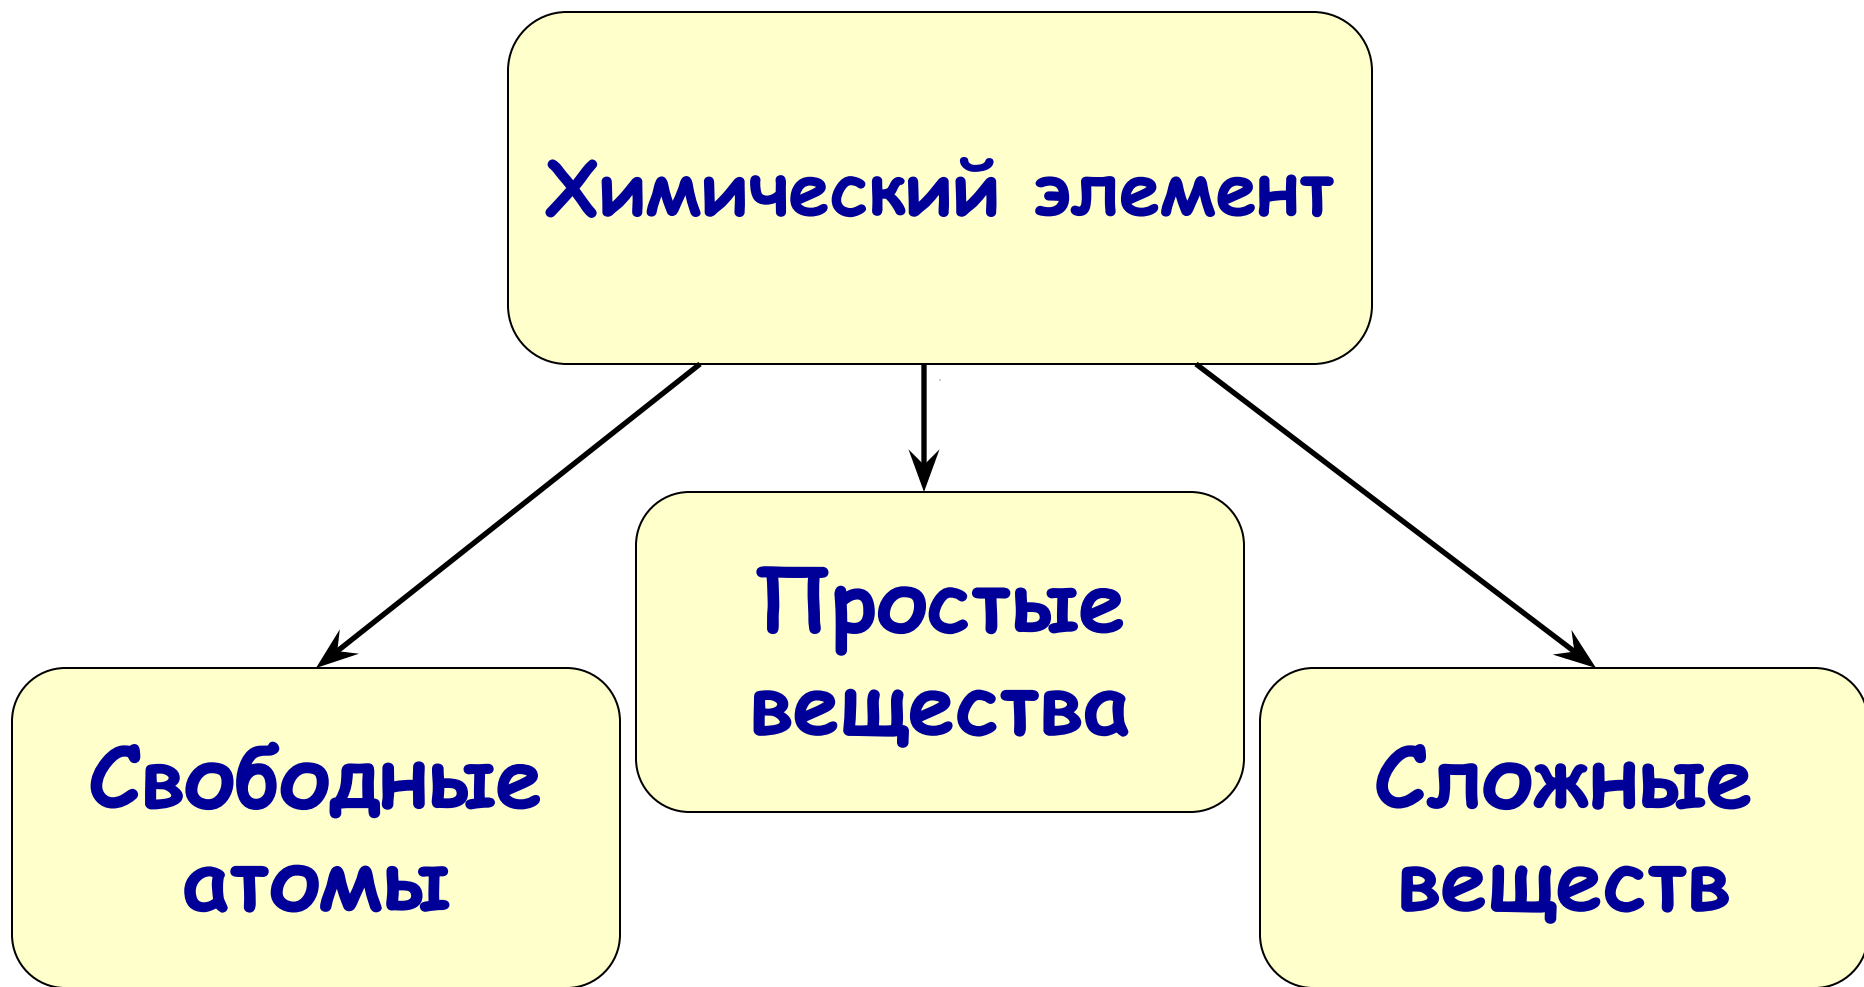 Химический элемент
Простые
вещества
Свободные
атомы
Сложные
веществ